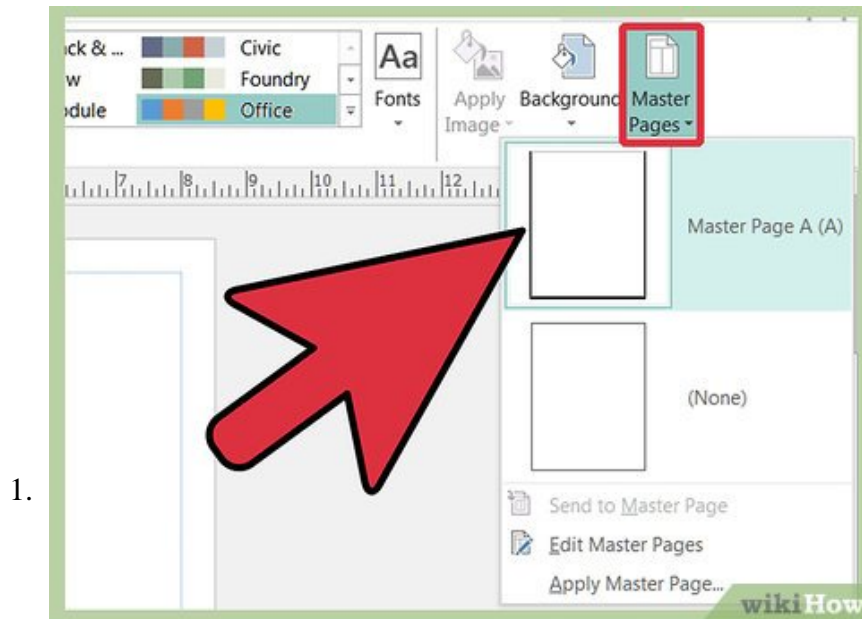 ck & ...
Civic
w
Foundry
odule
Office
Aa
Fonts
Apply
Image
Background
Master
Pages
7 8 9 10 11 12
Master Page A (A)
(None)
1.
Send to Master Page
Edit Master Pages
Apply Master Page...
wikiHow